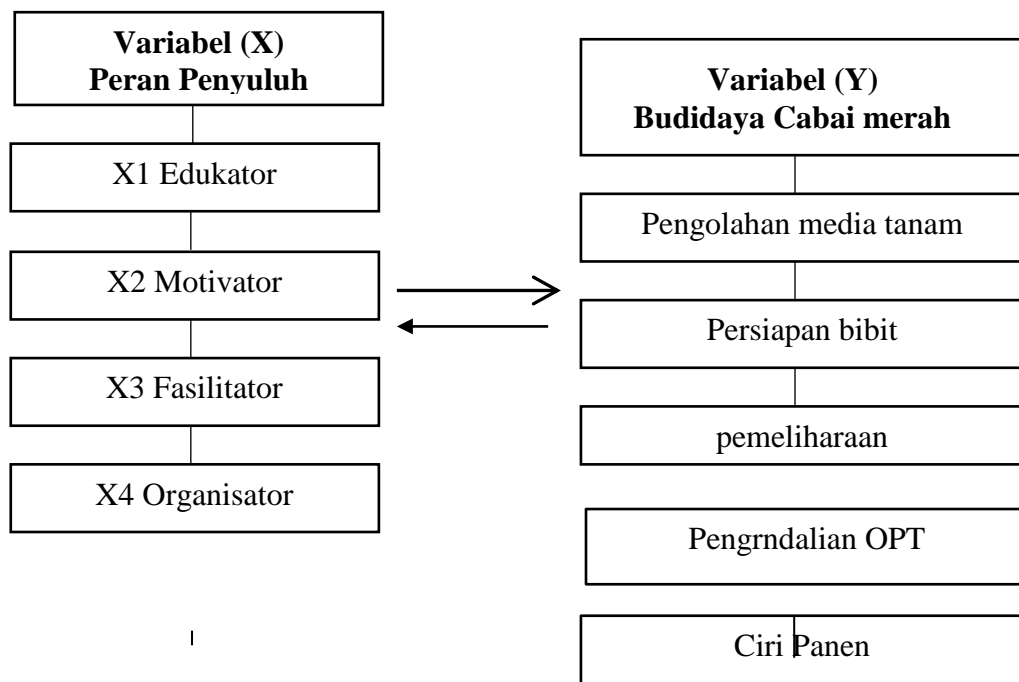 Variabel (X)
Peran Penyuluh
X1 Edukator
X2 Motivator
X3 Fasilitator
X4 Organisator
Variabel (Y)
Budidaya Cabai merah
Pengolahan media tanam
Persiapan bibit
pemeliharaan
Pengrndalian OPT
Ciri Panen